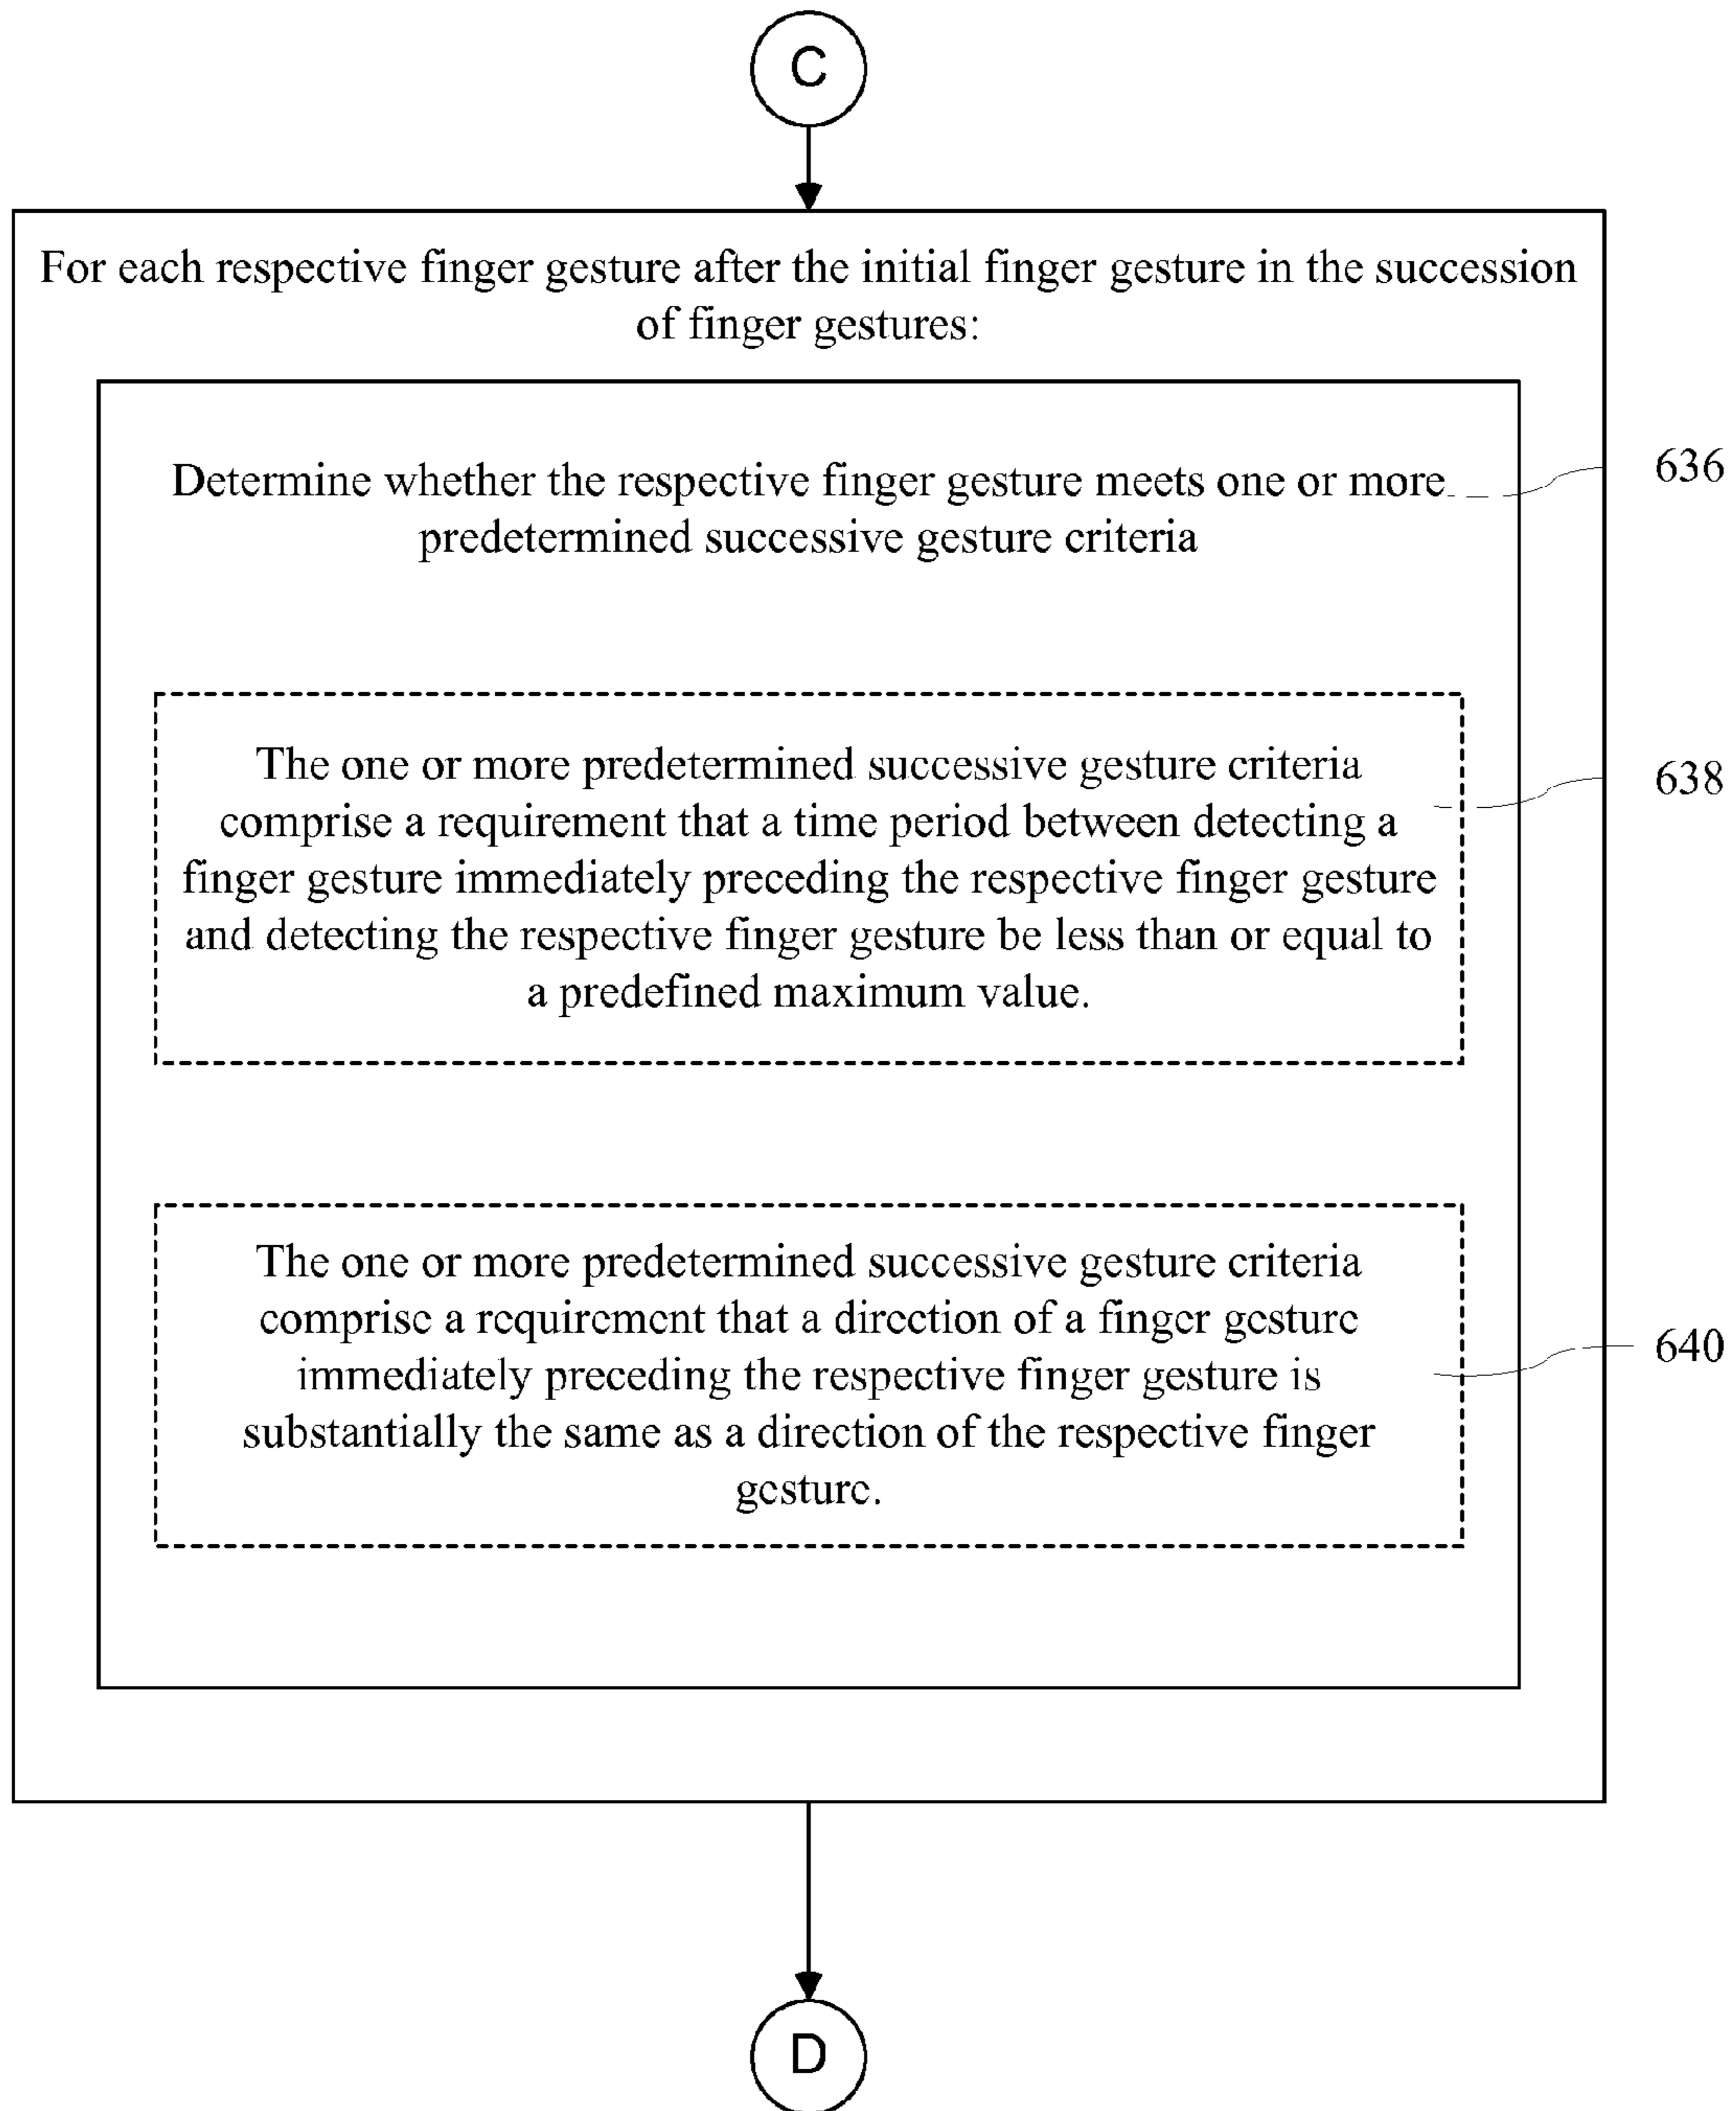 C
For each respective finger gesture after the initial finger gesture in the succession
of finger gestures:
Determine whether the respective finger gesture meets one or more
predetermined successive gesture criteria
636
The one or more predetermined successive gesture criteria
comprise a requirement that a time period between detecting a
finger gesture immediately preceding the respective finger gesture
and detecting the respective finger gesture be less than or equal to
a predefined maximum value.
638
The one or more predetermined successive gesture criteria
comprise a requirement that a direction of a finger gesture
immediately preceding the respective finger gesture is
substantially the same as a direction of the respective finger
gesture.
640
D